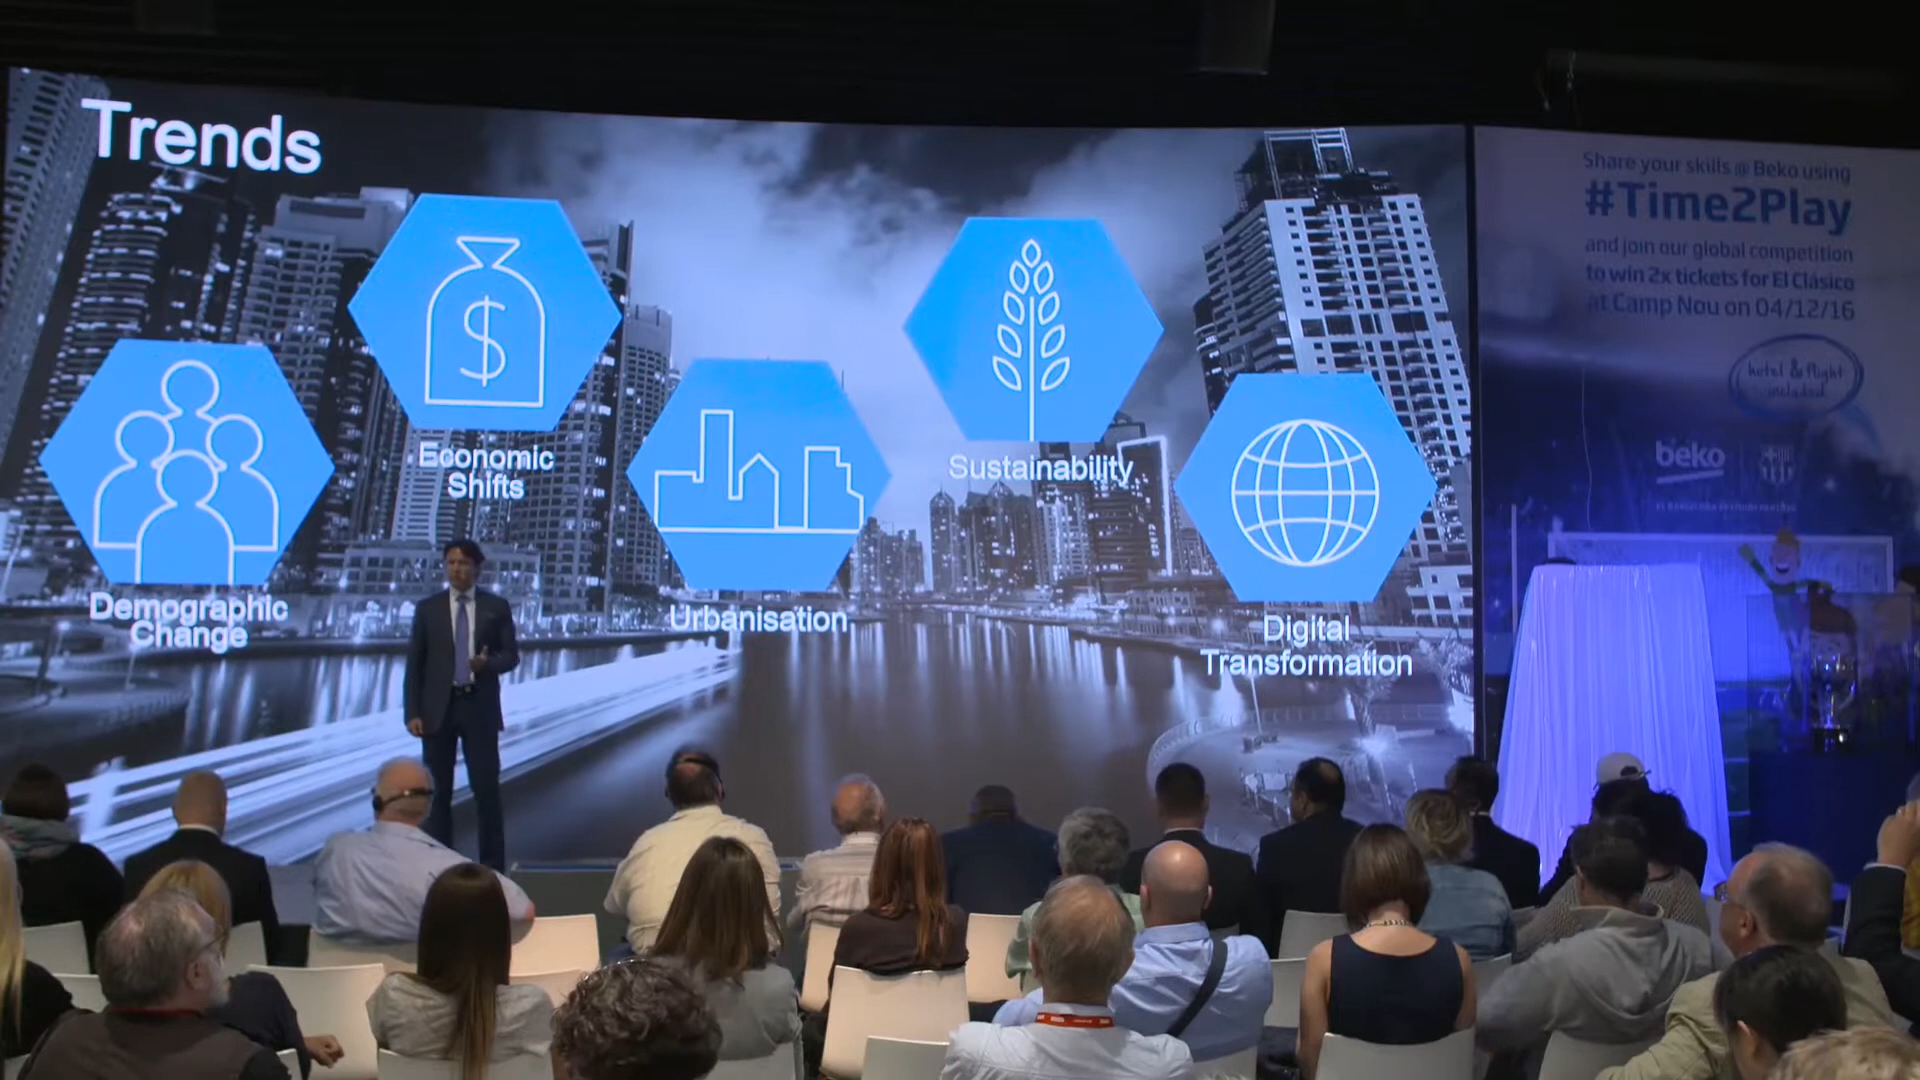 Trends
Economic
Shifts
Sustainability
Demographic
Change
Urbanisation
Digital
Transformation
Share your skills @ Beko using
#Time2Play
and join our global competition
to win 2x tickets for El Clásico
at Camp Nou on 04/12/16
hotel & flight
included
beko